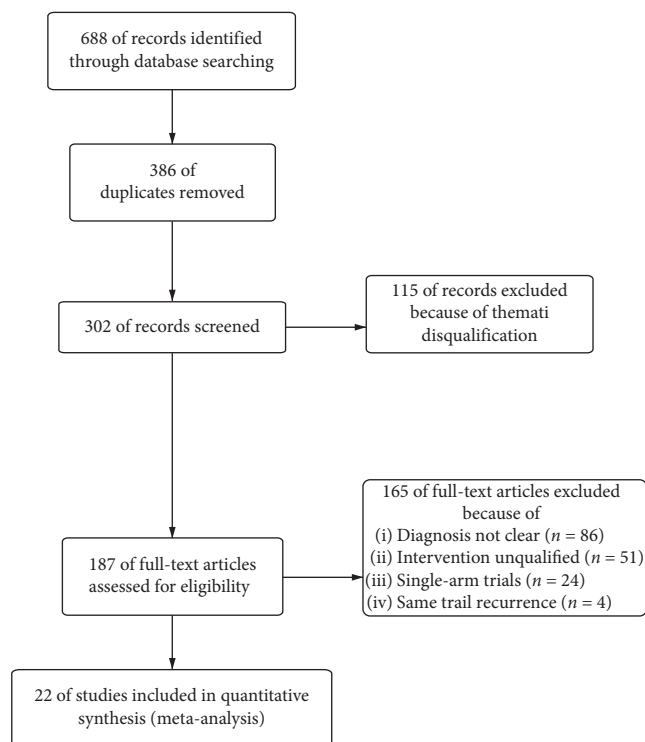 688 of records identified
through database searching
386 of
duplicates removed
302 of records screened
115 of records excluded
because of themati
disqualification
187 of full-text articles
assessed for eligibility
165 of full-text articles excluded
because of
(i) Diagnosis not clear (n = 86)
(ii) Intervention unqualified (n = 51)
(iii) Single-arm trials (n = 24)
(iv) Same trail recurrence (n = 4)
22 of studies included in quantitative
synthesis (meta-analysis)